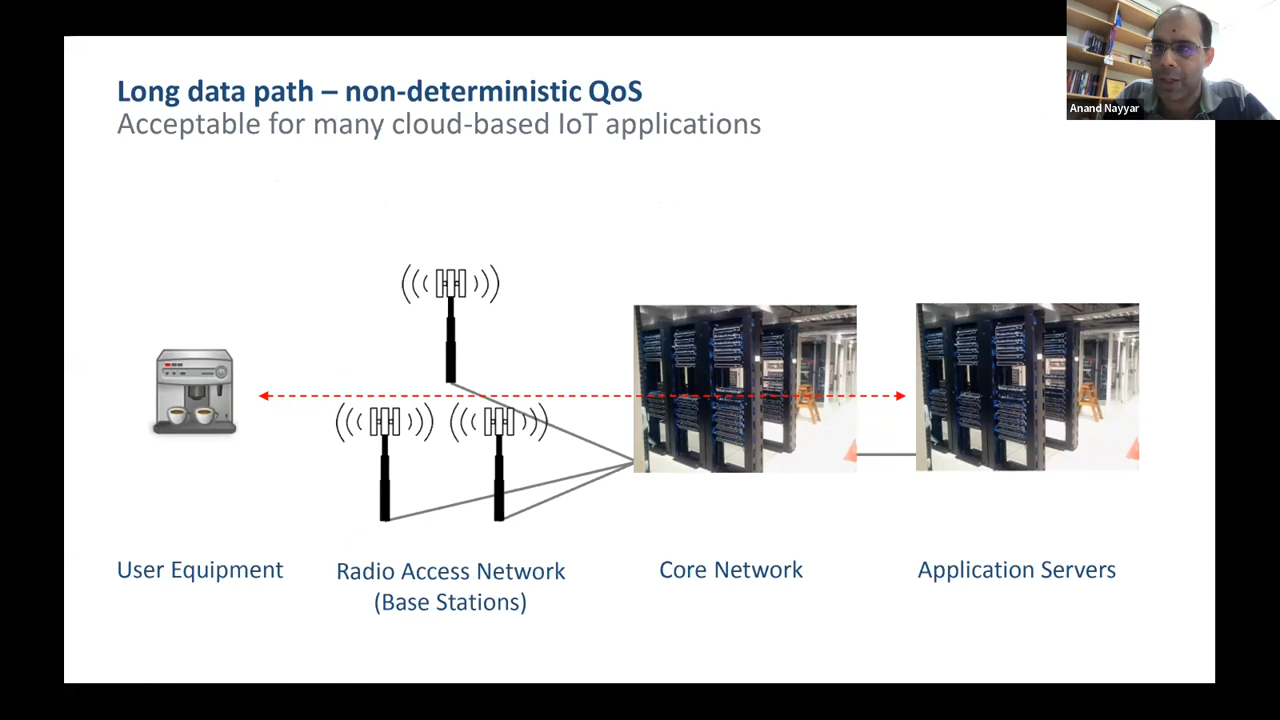 Long data path – non-deterministic QoS
Acceptable for many cloud-based IoT applications
Anand Nayyar
User Equipment
Radio Access Network
(Base Stations)
Core Network
Application Servers